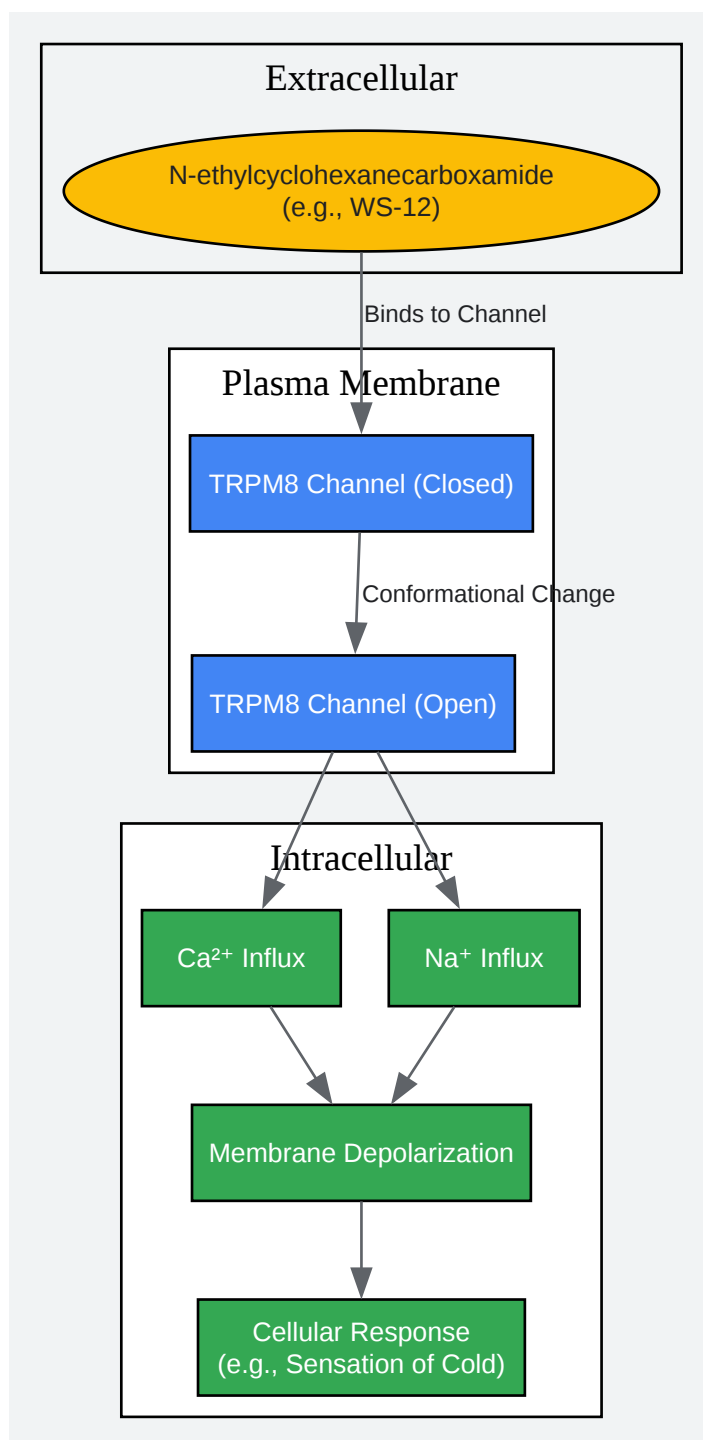 Extracellular
N-ethylcyclohexanecarboxamide
(e.g., WS-12)
Binds to Channel
Plasma Membrane
TRPM8 Channel (Closed)
Conformational Change
TRPM8 Channel (Open)
Intracellular
Ca²⁺ Influx
Na⁺ Influx
Membrane Depolarization
Cellular Response
(e.g., Sensation of Cold)